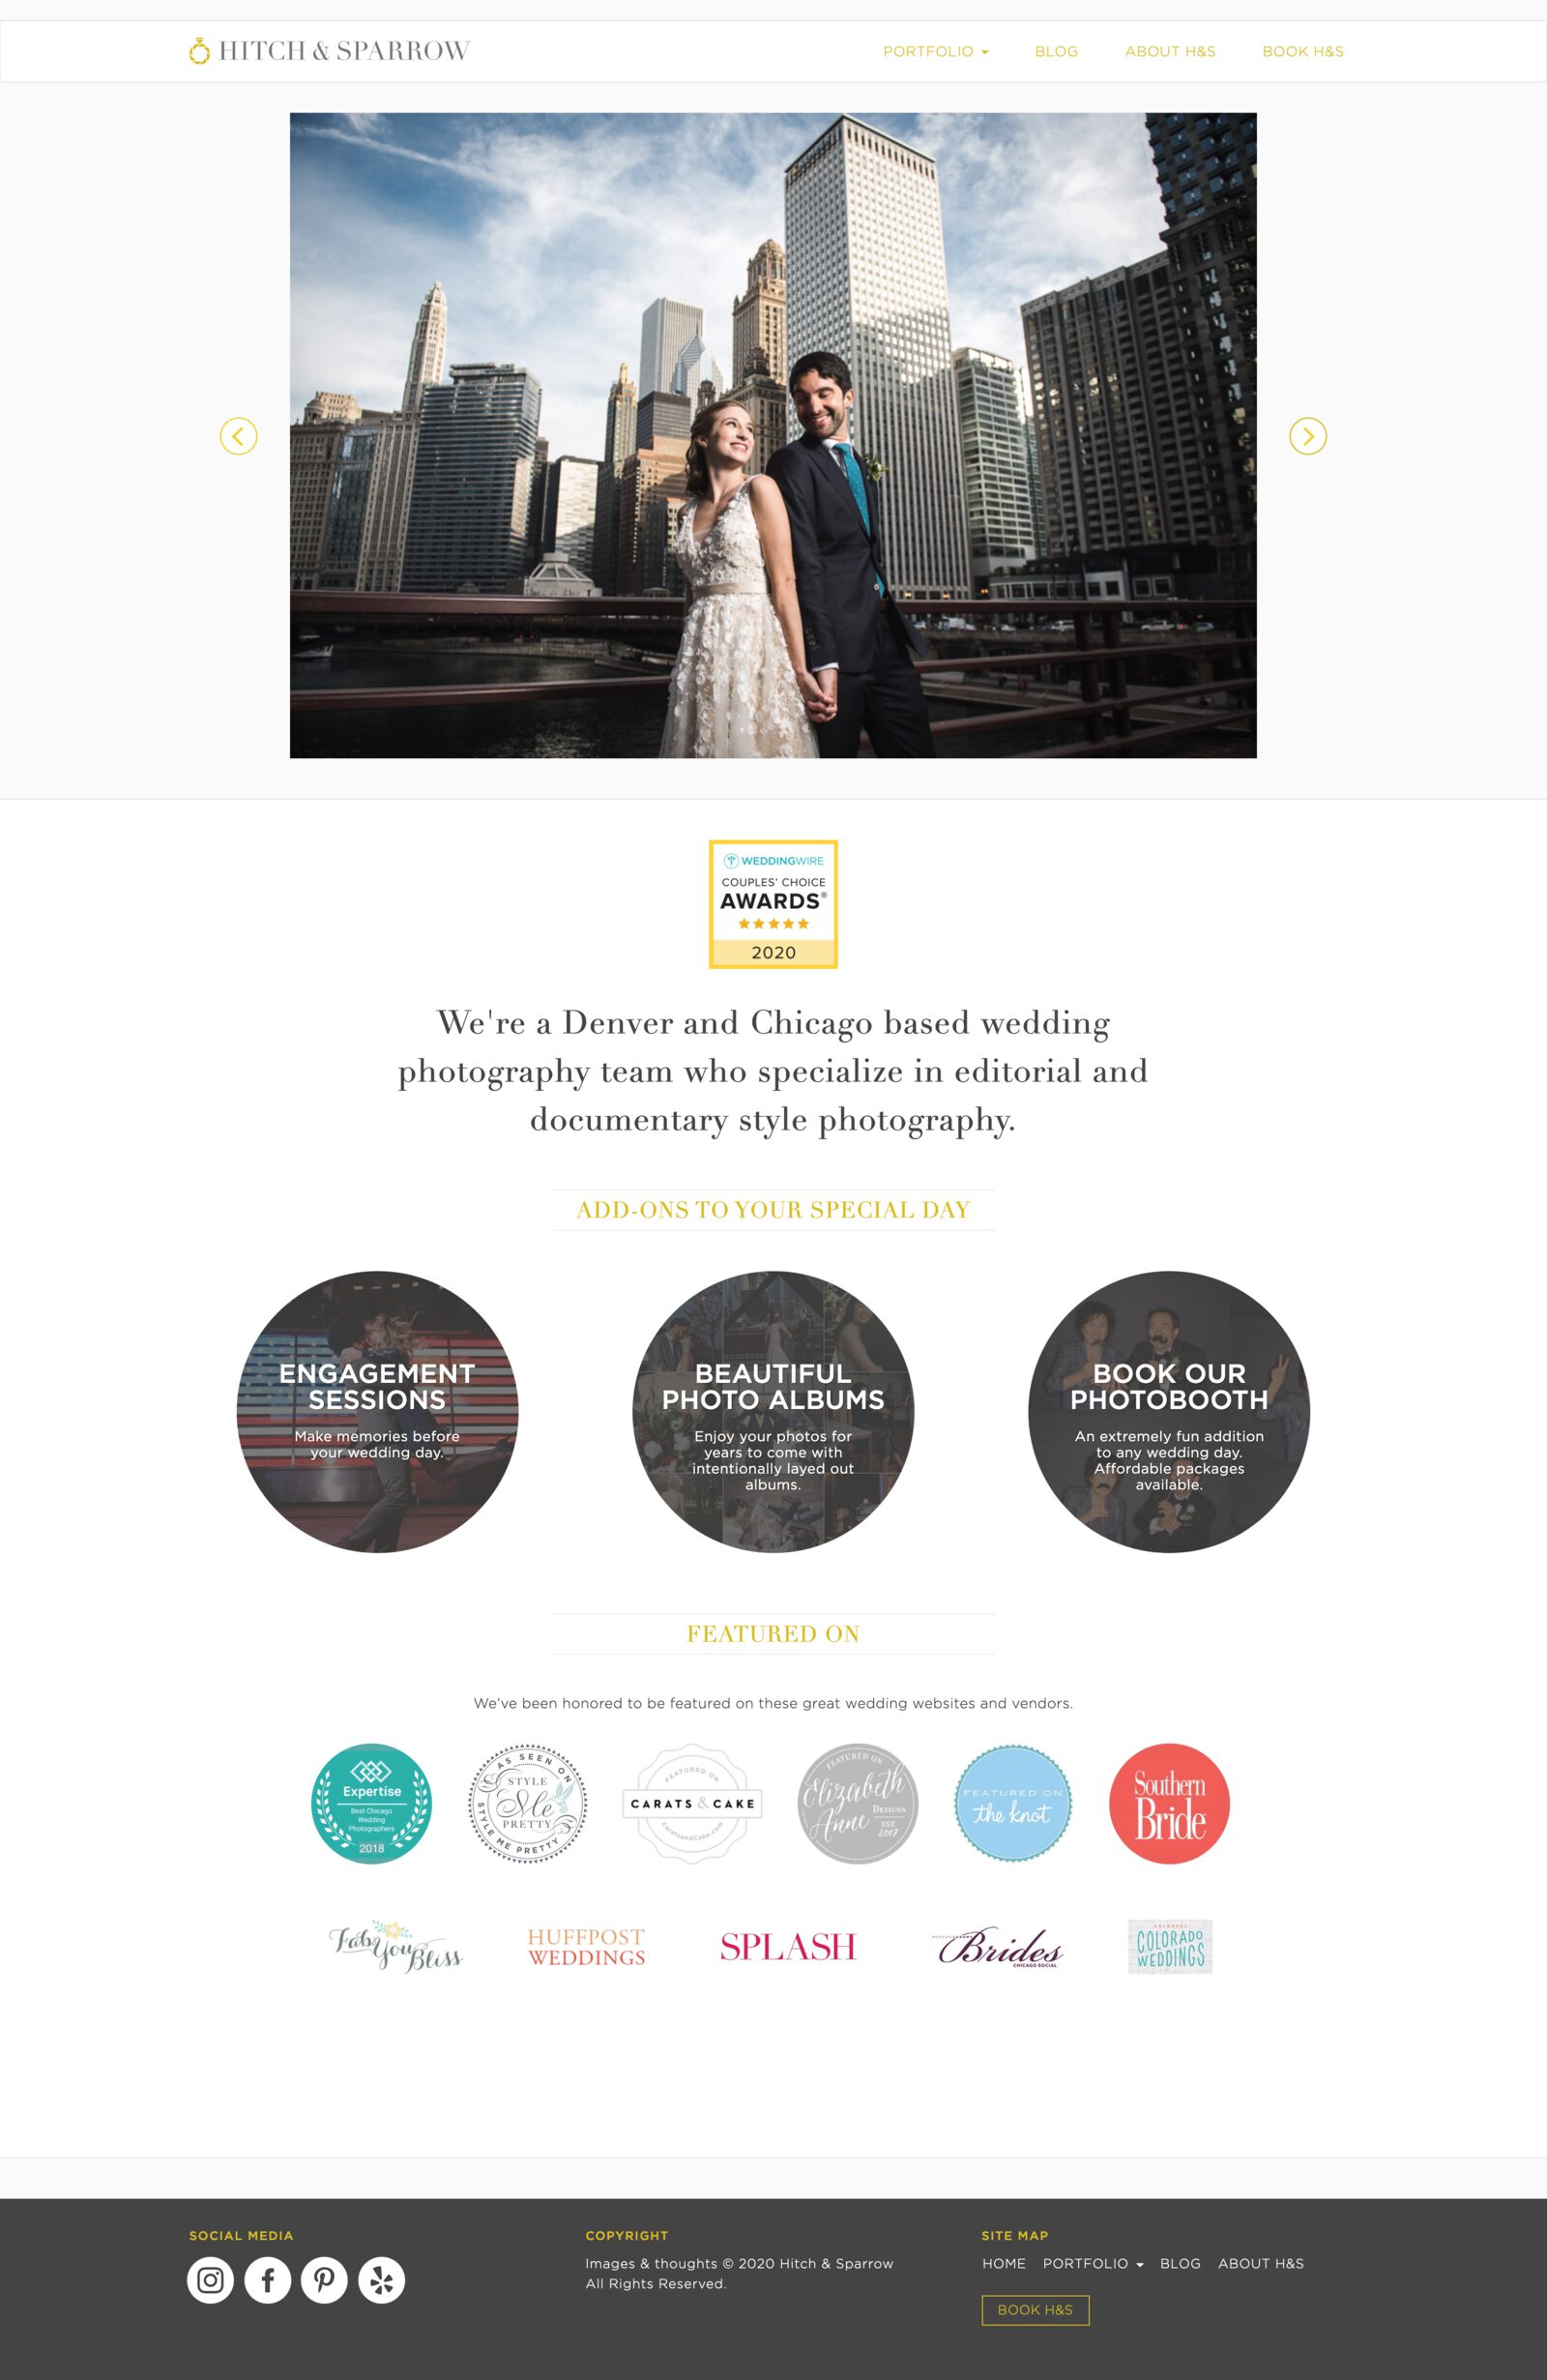 HITCH & SPARROW
PORTFOLIO
BLOG
ABOUT H&S
BOOK H&S
WEDDINGWIRE
COUPLES' CHOICE
AWARDS®
2020
We're a Denver and Chicago based wedding
photography team who specialize in editorial and
documentary style photography.
ADD-ONS TO YOUR SPECIAL DAY
ENGAGEMENT
SESSIONS
Make memories before
your wedding day.
BEAUTIFUL
PHOTO ALBUMS
Enjoy your photos for
years to come with
intentionally layed out
albums.
BOOK OUR
PHOTOBOOTH
An extremely fun addition
to any wedding day.
Affordable packages
available.
FEATURED ON
We've been honored to be featured on these great wedding websites and vendors.
Expertise
Best Chicago
Wedding
Photographers
2018
AS SEEN ON
STYLE
Me
PRETTY
STYLE ME PRETTY
FEATURED ON
CARATS & CAKE
CaratsandCake.com
FEATURED ON
Elizabeth
Anne
DESIGNS
EST.
2007
FEATURED ON
the knot
Southern
Bride
Fab You Bliss
HUFFPOST
WEDDINGS
SPLASH
Brides
CHICAGO SOCIAL
COLORADO
WEDDINGS
SOCIAL MEDIA
COPYRIGHT
Images & thoughts © 2020 Hitch & Sparrow
All Rights Reserved.
SITE MAP
HOME
PORTFOLIO
BLOG
ABOUT H&S
BOOK H&S